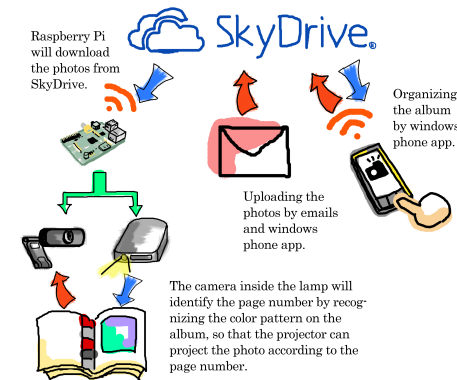 SkyDrive®
Raspberry Pi
will download
the photos from
SkyDrive.
Organizing
the album
by windows
phone app.
Uploading the
photos by emails
and windows
phone app.
The camera inside the lamp will
identify the page number by recog-
nizing the color pattern on the
album, so that the projector can
project the photo according to the
page number.